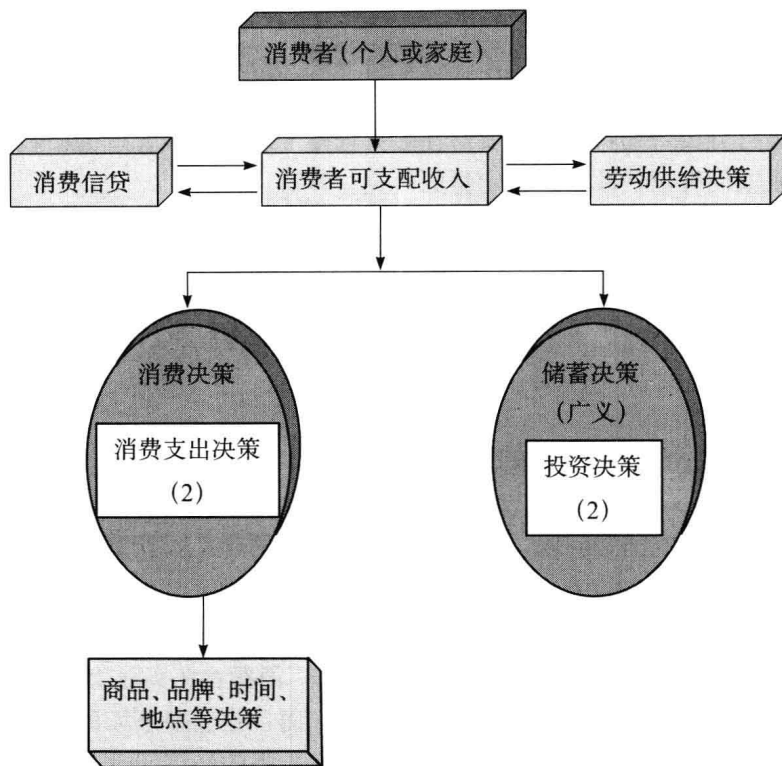 消费者(个人或家庭)
消费信贷
消费者可支配收入
劳动供给决策
消费决策
消费支出决策
(2)
储蓄决策
(广义)
投资决策
(2)
商品、品牌、时间、
地点等决策